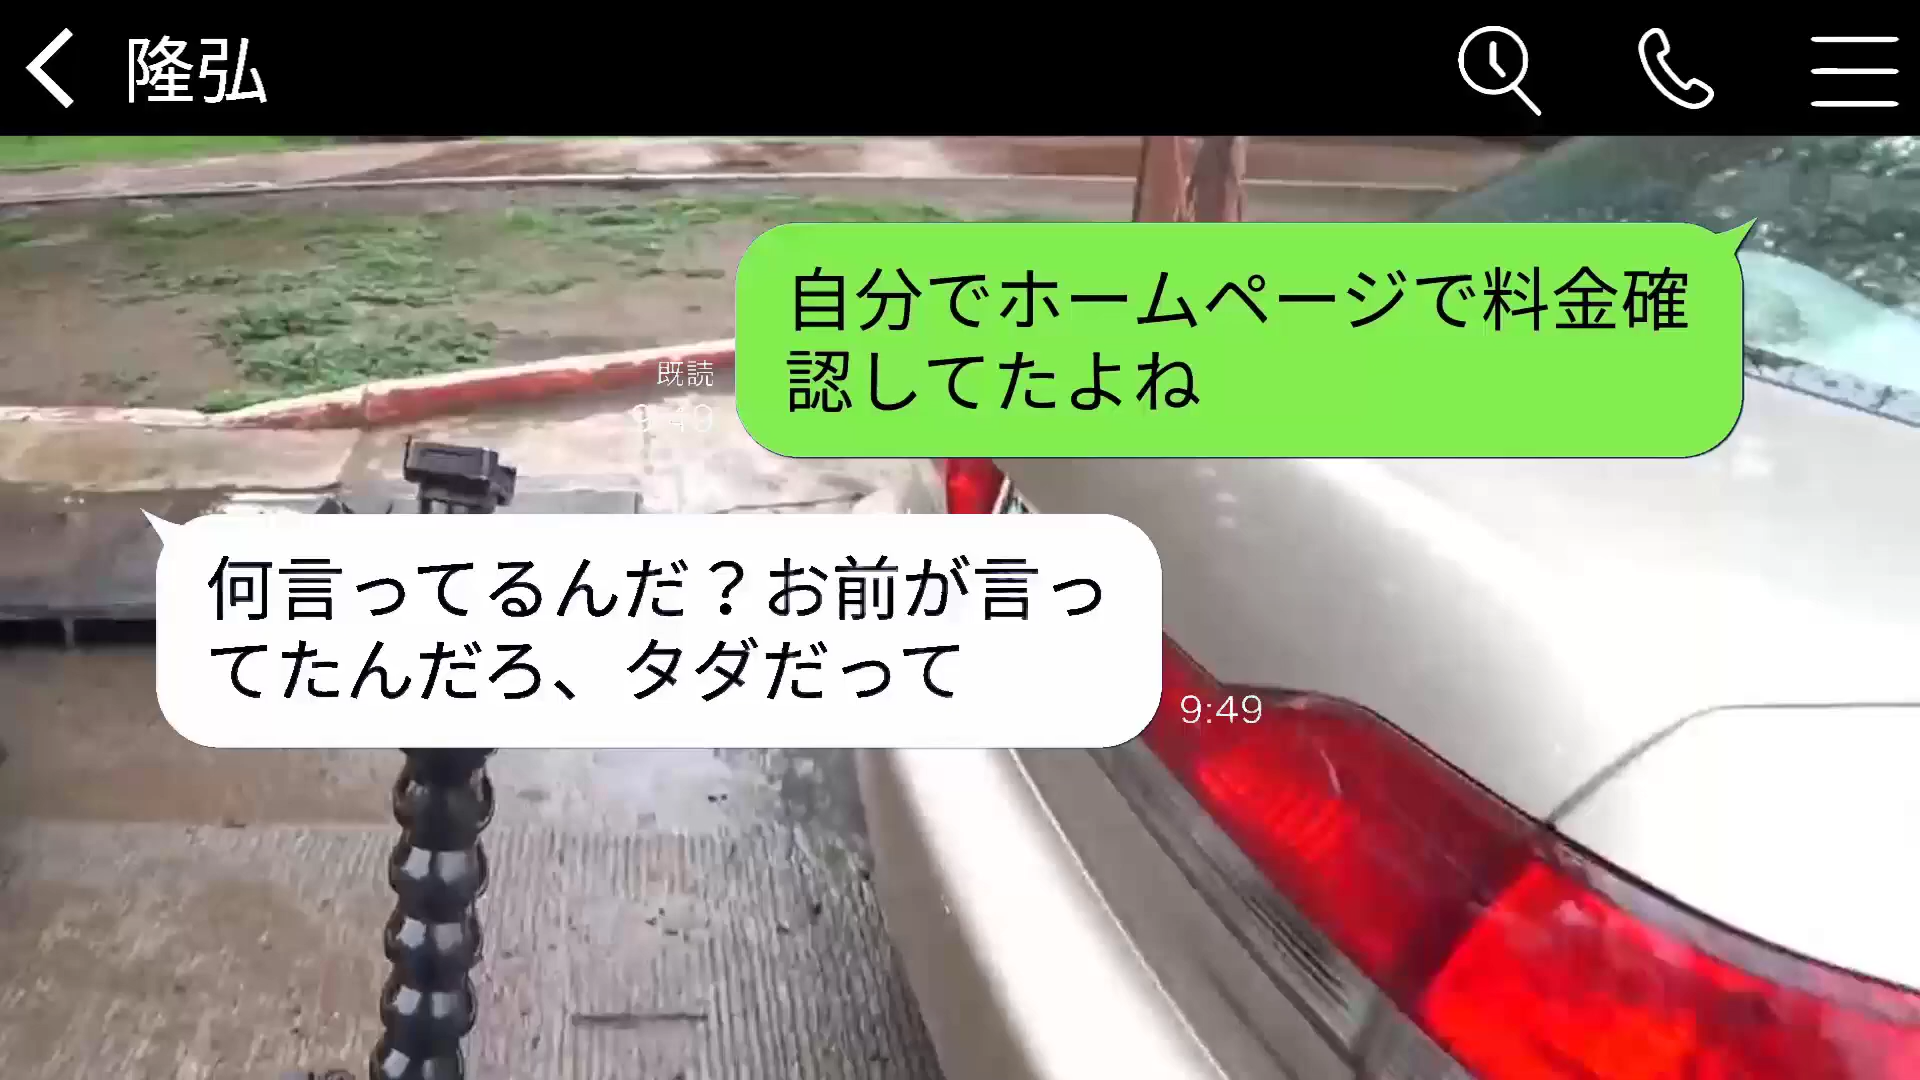 隆弘
自分でホームページで料金確
認してたよね
既読
9:49
何言ってるんだ？お前が言っ
てたんだろ、タダだって
9:49